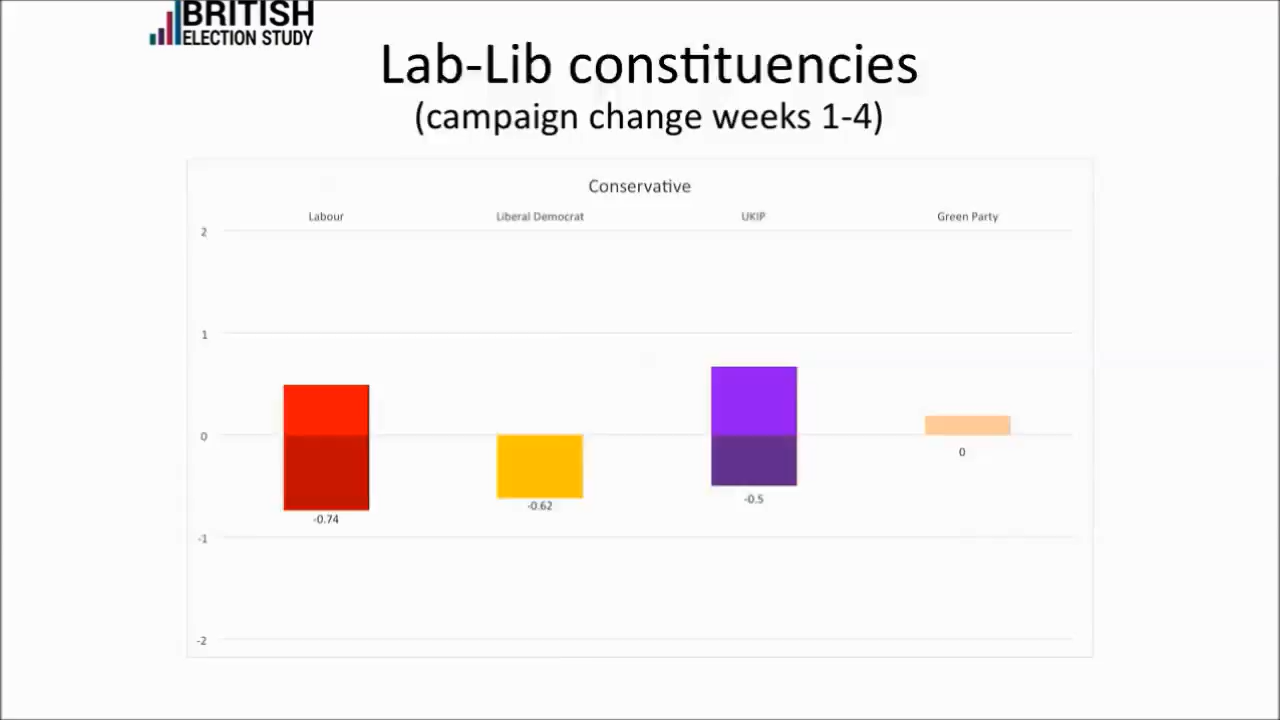 BRITISH
ELECTION STUDY
Lab-Lib constituencies
(campaign change weeks 1-4)
Conservative
Labour
Liberal Democrat
UKIP
Green Party
2
1
0
-1
-2
-0.74
-0.62
-0.5
0